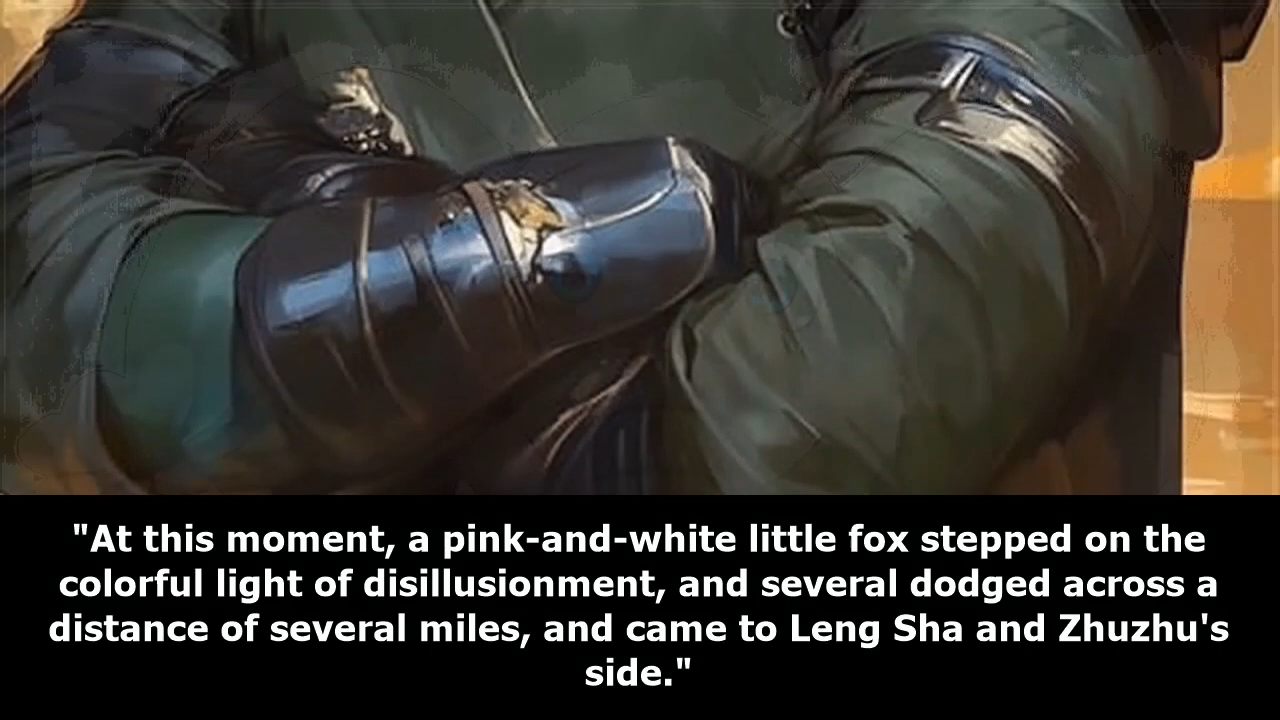 "At this moment, a pink-and-white little fox stepped on the
colorful light of disillusionment, and several dodged across a
distance of several miles, and came to Leng Sha and Zhuzhu's
side."